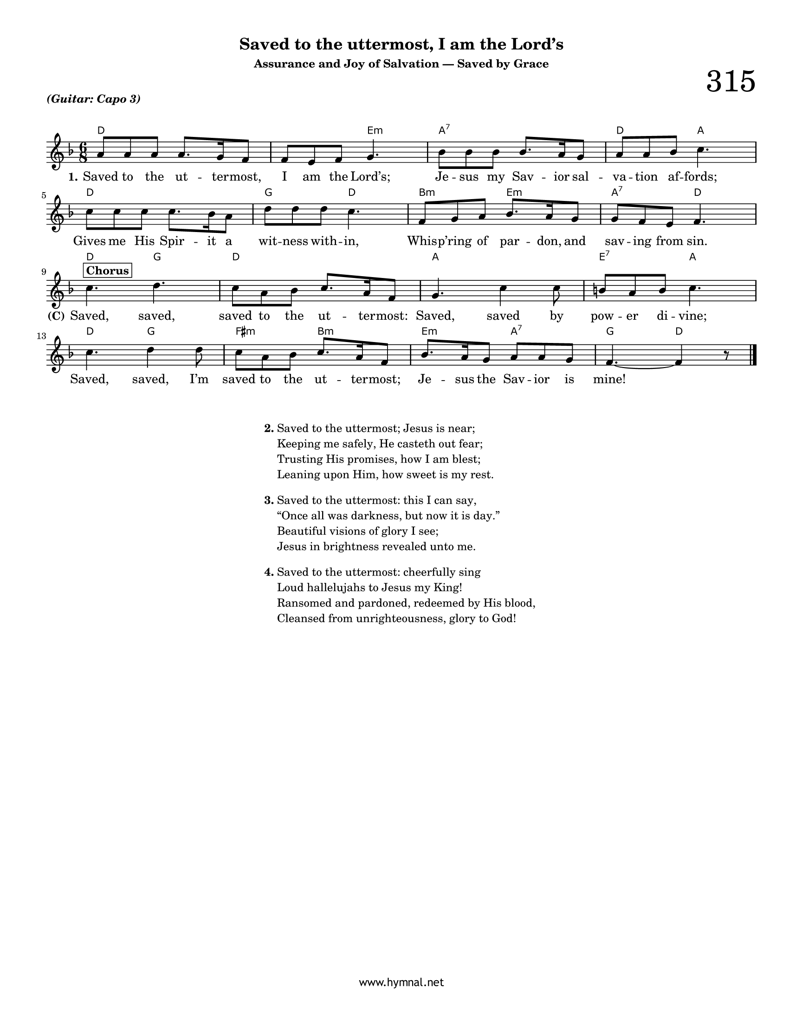 Saved to the uttermost, I am the Lord’s
Assurance and Joy of Salvation — Saved by Grace
315
(Guitar: Capo 3)
D Em A7 D A
6
8
1. Saved to the ut - termost, I am the Lord’s; Je - sus my Sav - ior sal - va - tion af-fords;
5
D G D Bm Em A7 D
Gives me His Spir - it a wit-ness with-in, Whisp’ring of par - don, and sav - ing from sin.
9
D G D A E7 A
Chorus
(C) Saved, saved, saved to the ut - termost: Saved, saved by pow - er di - vine;
13
D G F♯m Bm Em A7 G D
Saved, saved, I’m saved to the ut - termost; Je - sus the Sav - ior is mine!
2. Saved to the uttermost; Jesus is near;
Keeping me safely, He casteth out fear;
Trusting His promises, how I am blest;
Leaning upon Him, how sweet is my rest.
3. Saved to the uttermost: this I can say,
“Once all was darkness, but now it is day.”
Beautiful visions of glory I see;
Jesus in brightness revealed unto me.
4. Saved to the uttermost: cheerfully sing
Loud hallelujahs to Jesus my King!
Ransomed and pardoned, redeemed by His blood,
Cleansed from unrighteousness, glory to God!
www.hymnal.net